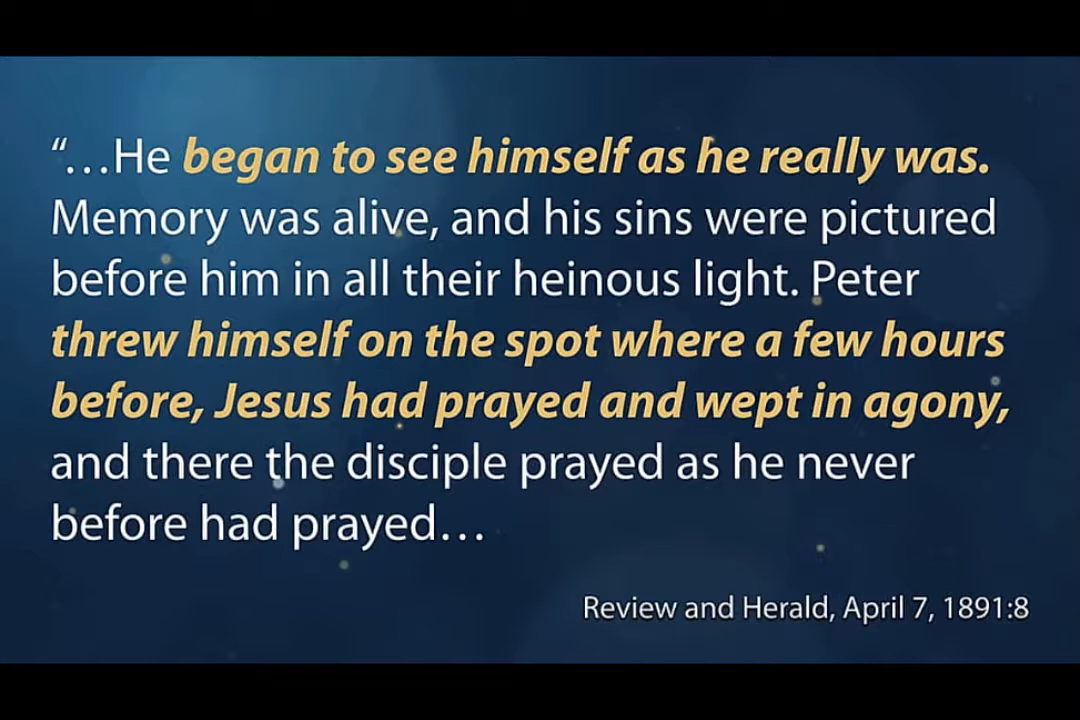 “…He began to see himself as he really was.
Memory was alive, and his sins were pictured
before him in all their heinous light. Peter
threw himself on the spot where a few hours
before, Jesus had prayed and wept in agony,
and there the disciple prayed as he never
before had prayed…
Review and Herald, April 7, 1891:8